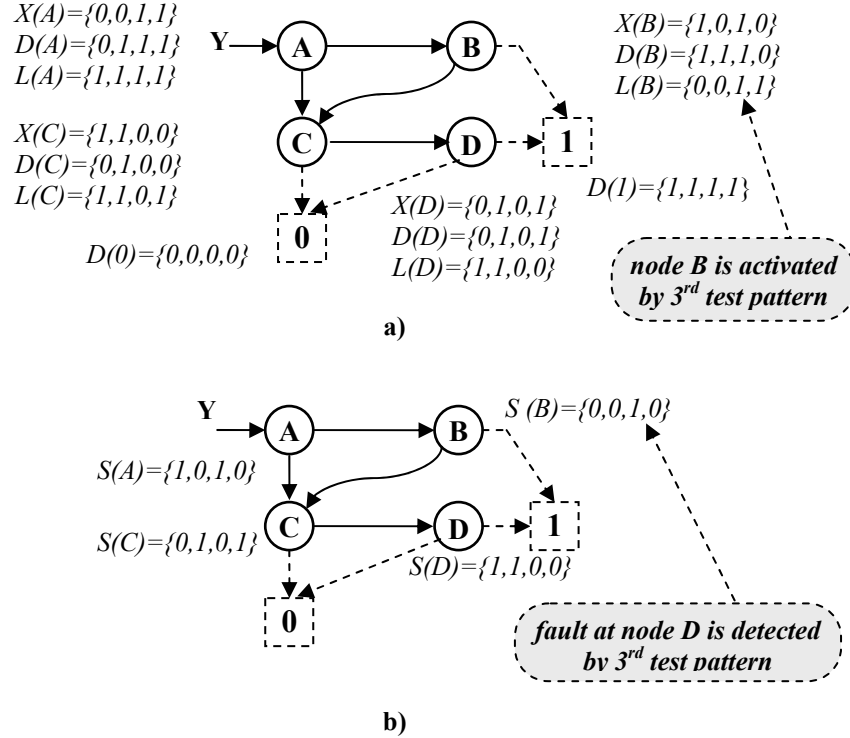 X(A)={0,0,1,1}
D(A)={0,1,1,1}
L(A)={1,1,1,1}
Y
A
B
X(B)={1,0,1,0}
D(B)={1,1,1,0}
L(B)={0,0,1,1}
X(C)={1,1,0,0}
D(C)={0,1,0,0}
L(C)={1,1,0,1}
C
D
1
D(1)={1,1,1,1}
0
D(0)={0,0,0,0}
X(D)={0,1,0,1}
D(D)={0,1,0,1}
L(D)={1,1,0,0}
node B is activated
by 3rd test pattern
a)
Y
A
B
S (B)={0,0,1,0}
S(A)={1,0,1,0}
C
D
1
S(C)={0,1,0,1}
S(D)={1,1,0,0}
0
fault at node D is detected
by 3rd test pattern
b)